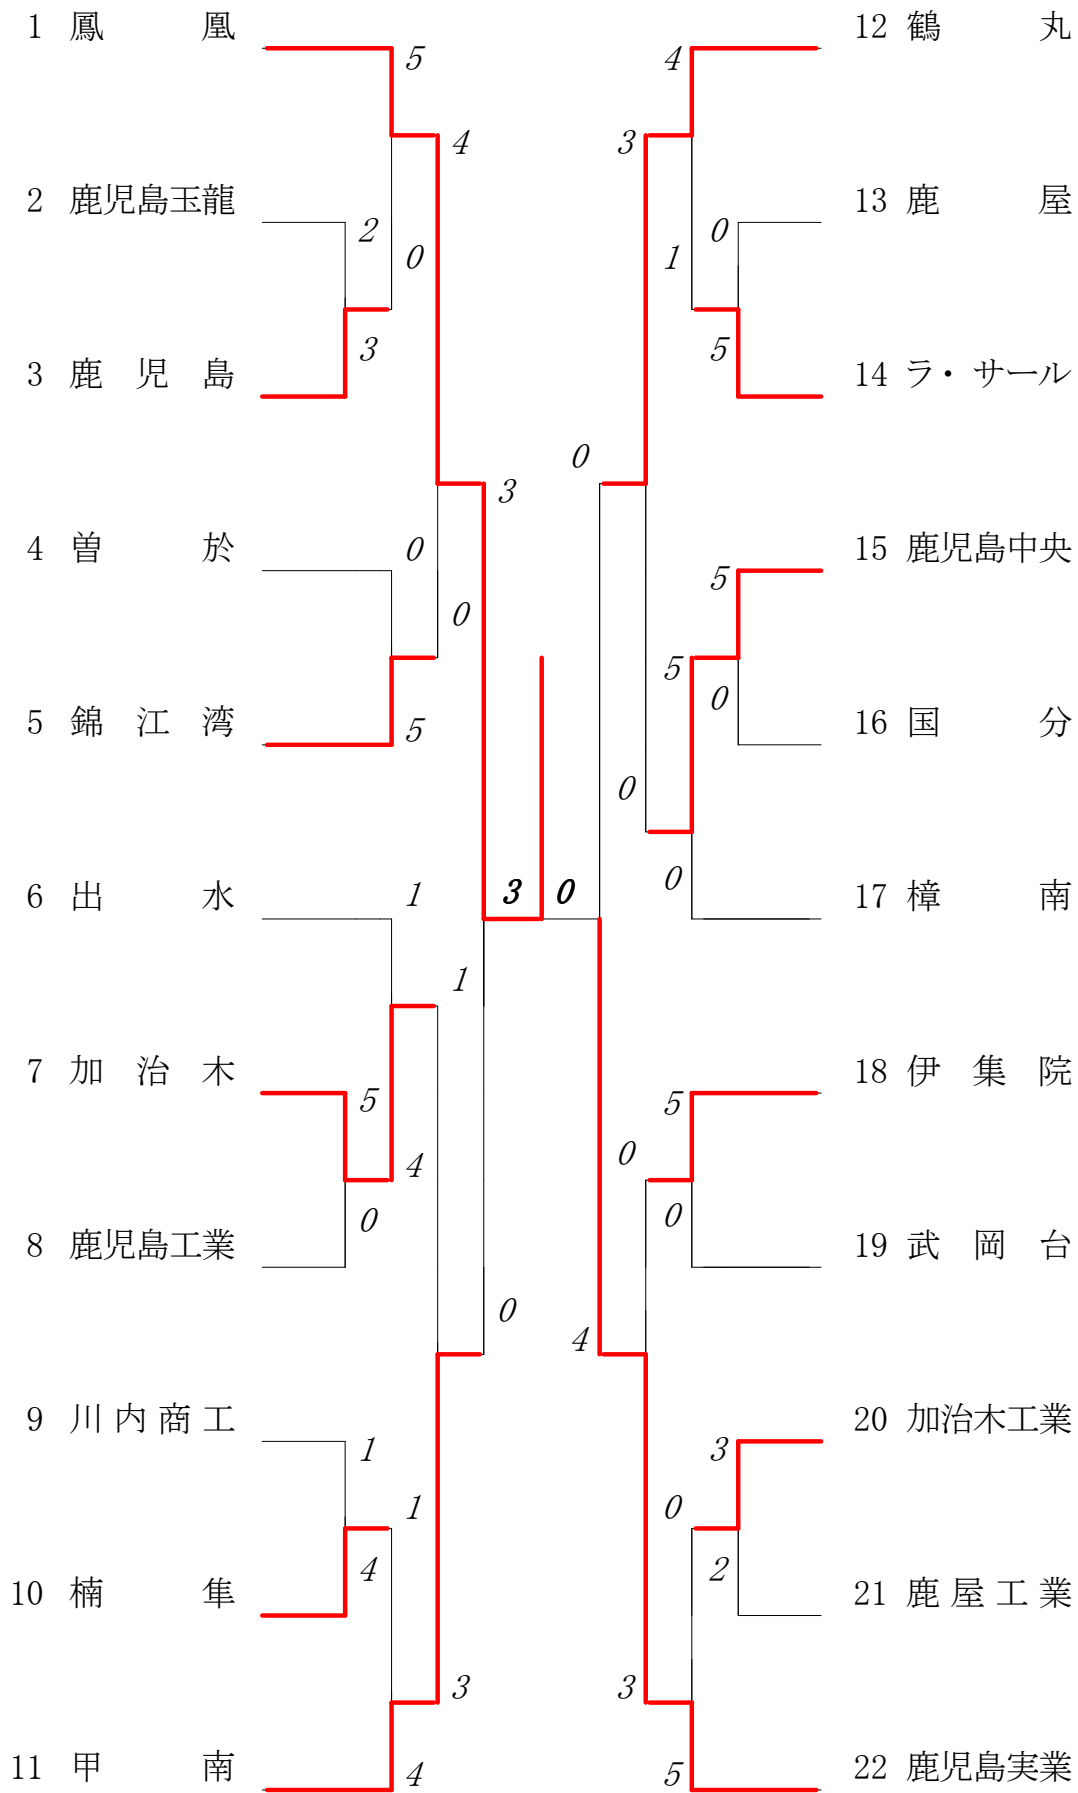 1 鳳凰
5
4
2 鹿児島玉龍
2
0
3 鹿児島
3
3
4 曽於
0
0
5 錦江湾
5
6 出水
1
1
7 加治木
5
4
8 鹿児島工業
0
0
9 川内商工
1
1
10 楠隼
4
11 甲南
3
4
3 0
12 鶴丸
4
3
13 鹿屋
0
1
14 ラ・サール
5
0
15 鹿児島中央
5
5
16 国分
0
0
17 樟南
0
18 伊集院
5
0
19 武岡台
0
4
20 加治木工業
3
0
21 鹿屋工業
2
3
22 鹿児島実業
5